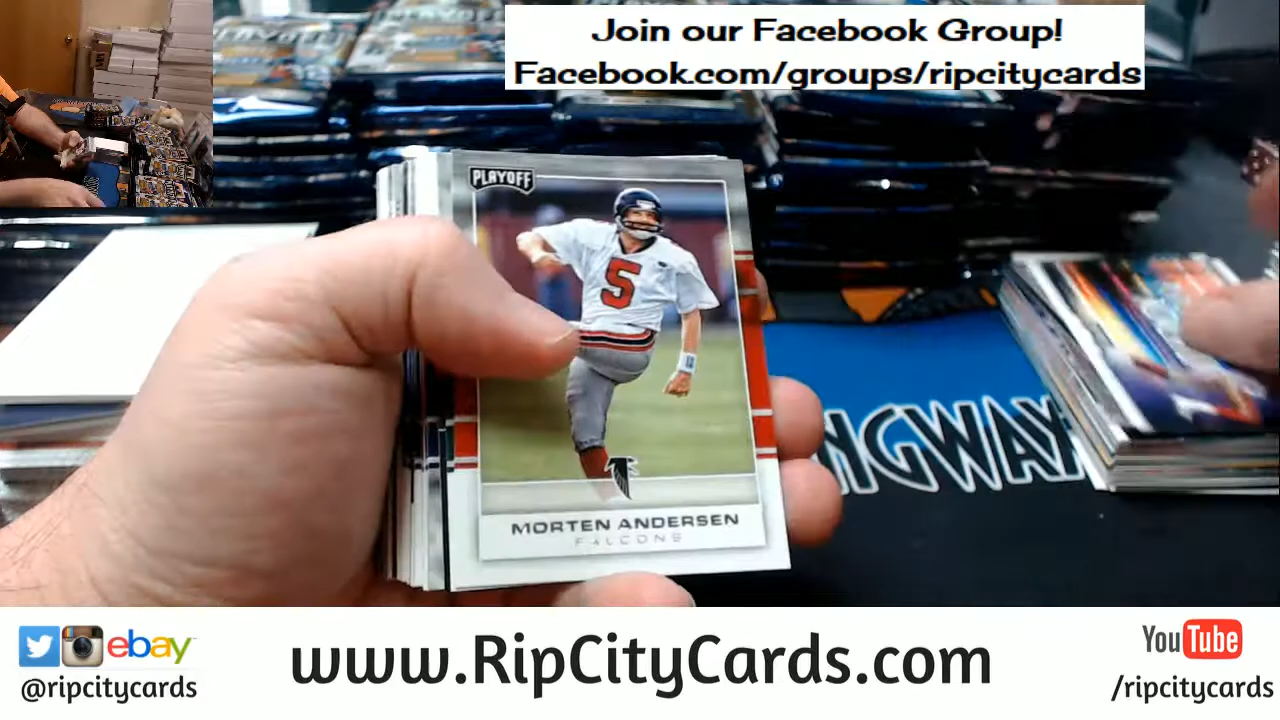 Join our Facebook Group!
Facebook.com/groups/ripcitycards
PLAYOFF
5
MORTEN ANDERSEN
FALCONS
NGWAY
ebay
@ripcitycards
www.RipCityCards.com
YouTube
/ripcitycards